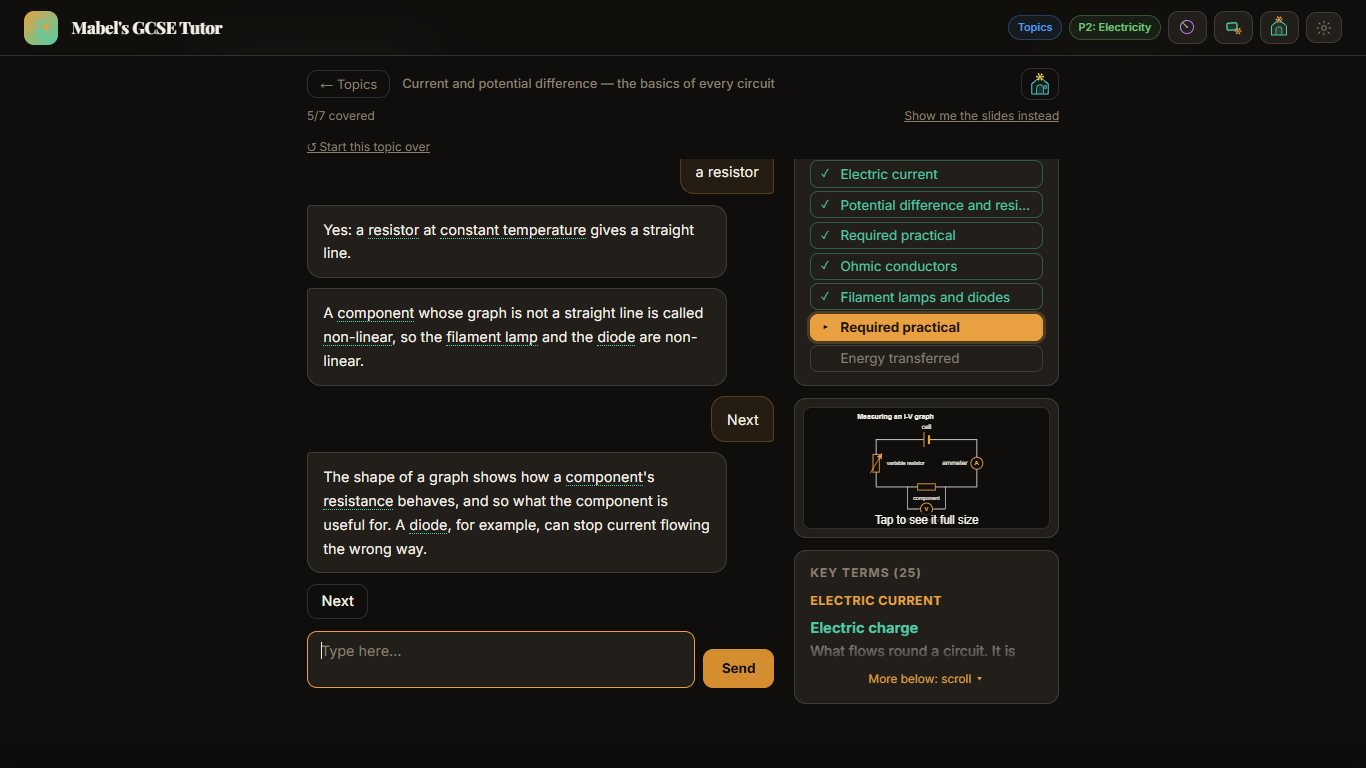 Mabel's GCSE Tutor
Topics
P2: Electricity
← Topics
Current and potential difference — the basics of every circuit
5/7 covered
Show me the slides instead
↺ Start this topic over
a resistor
Yes: a resistor at constant temperature gives a straight
line.
A component whose graph is not a straight line is called
non-linear, so the filament lamp and the diode are non-
linear.
Next
The shape of a graph shows how a component's
resistance behaves, and so what the component is
useful for. A diode, for example, can stop current flowing
the wrong way.
Next
Type here...
Send
✓ Electric current
✓ Potential difference and resi...
✓ Required practical
✓ Ohmic conductors
✓ Filament lamps and diodes
▸ Required practical
Energy transferred
Measuring an I-V graph
cell
variable resistor
ammeter
A
component
V
Tap to see it full size
KEY TERMS (25)
ELECTRIC CURRENT
Electric charge
What flows round a circuit. It is
More below: scroll ▾